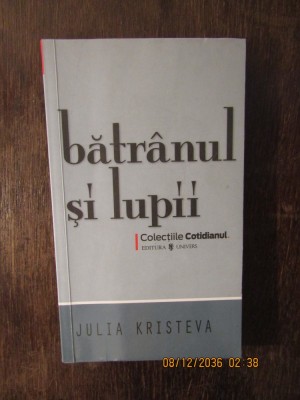 bătrânul
și lupii
Colecțiile Cotidianul.
EDITURA UNIVERS
JULIA KRISTEVA
08/12/2036 02:38